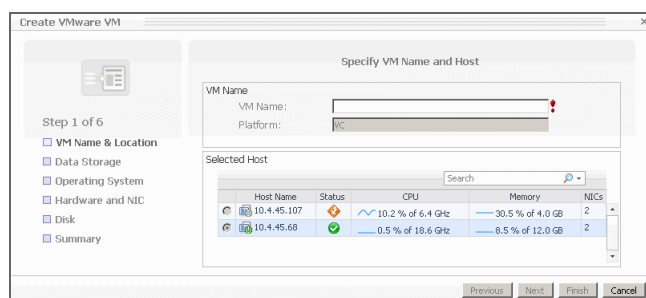 Create VMware VM
Specify VM Name and Host
Step 1 of 6
VM Name & Location
Data Storage
Operating System
Hardware and NIC
Disk
Summary
VM Name
VM Name:
Platform: VC
Selected Host
Search
Host Name Status CPU Memory NICs
10.4.45.107 10.2 % of 6.4 GHz 30.5 % of 4.0 GB 2
10.4.45.68 0.5 % of 18.6 GHz 8.5 % of 12.0 GB 2
Previous Next Finish Cancel